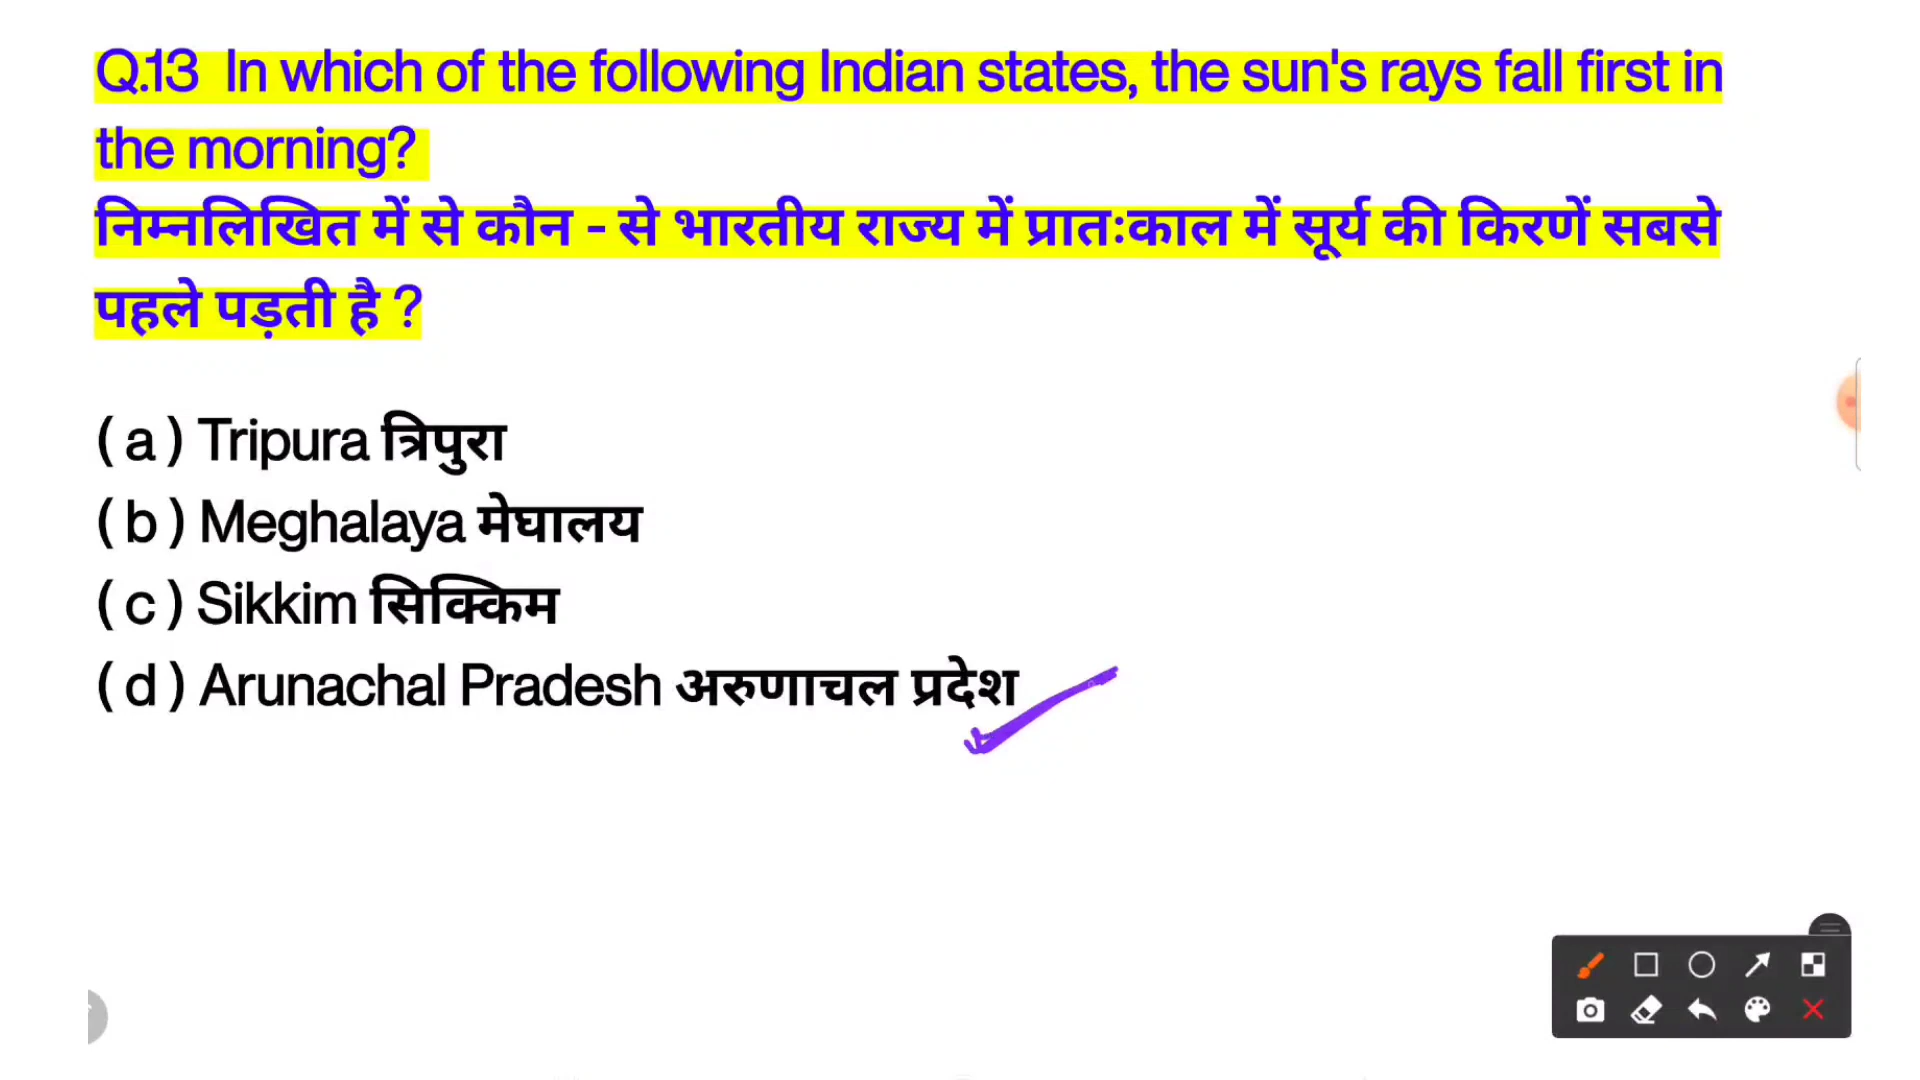 Q.13 In which of the following Indian states, the sun's rays fall first in
the morning?
निम्नलिखित में से कौन - से भारतीय राज्य में प्रातःकाल में सूर्य की किरणें सबसे
पहले पड़ती है ?
( a ) Tripura त्रिपुरा
( b ) Meghalaya मेघालय
( c ) Sikkim सिक्किम
( d ) Arunachal Pradesh अरुणाचल प्रदेश